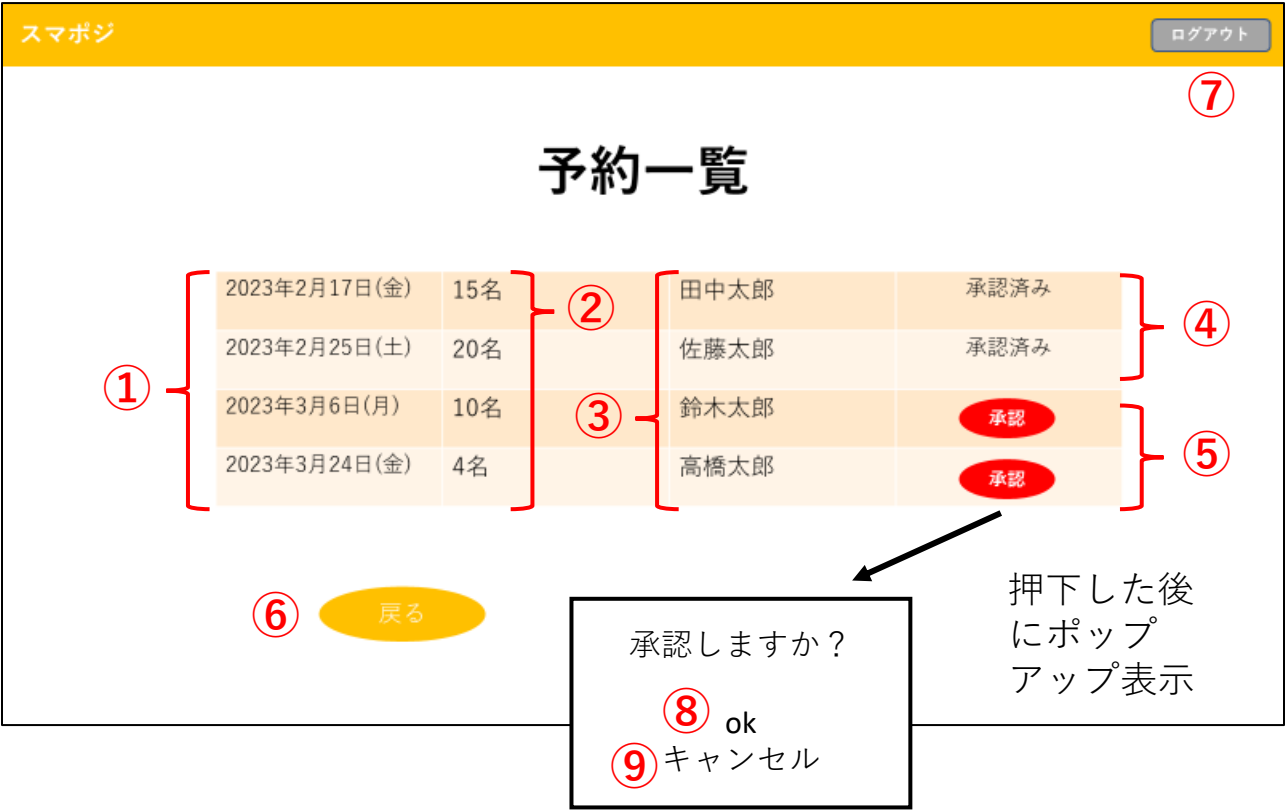 スマポジ
ログアウト
⑦
予約一覧
①
2023年2月17日(金) 15名 ② 田中太郎 承認済み
④
2023年2月25日(土) 20名 佐藤太郎 承認済み
2023年3月6日(月) 10名 ③ 鈴木太郎 承認
⑤
2023年3月24日(金) 4名 高橋太郎 承認
⑥ 戻る
承認しますか？
⑧ ok
⑨ キャンセル
押下した後
にポップ
アップ表示